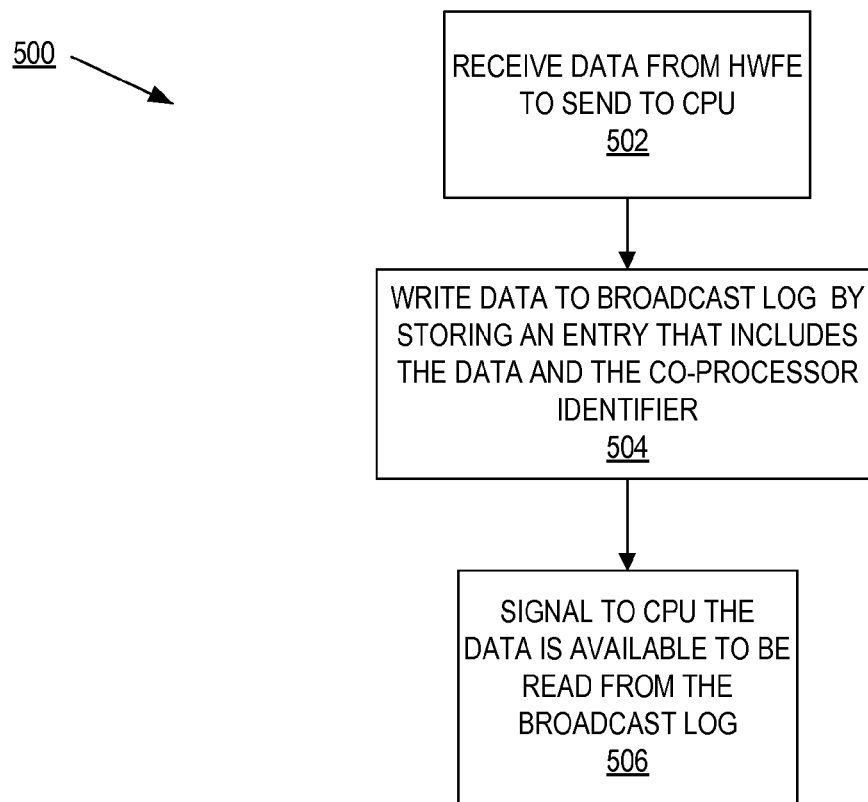 500
RECEIVE DATA FROM HWFE
TO SEND TO CPU
502
WRITE DATA TO BROADCAST LOG BY
STORING AN ENTRY THAT INCLUDES
THE DATA AND THE CO-PROCESSOR
IDENTIFIER
504
SIGNAL TO CPU THE
DATA IS AVAILABLE TO BE
READ FROM THE
BROADCAST LOG
506